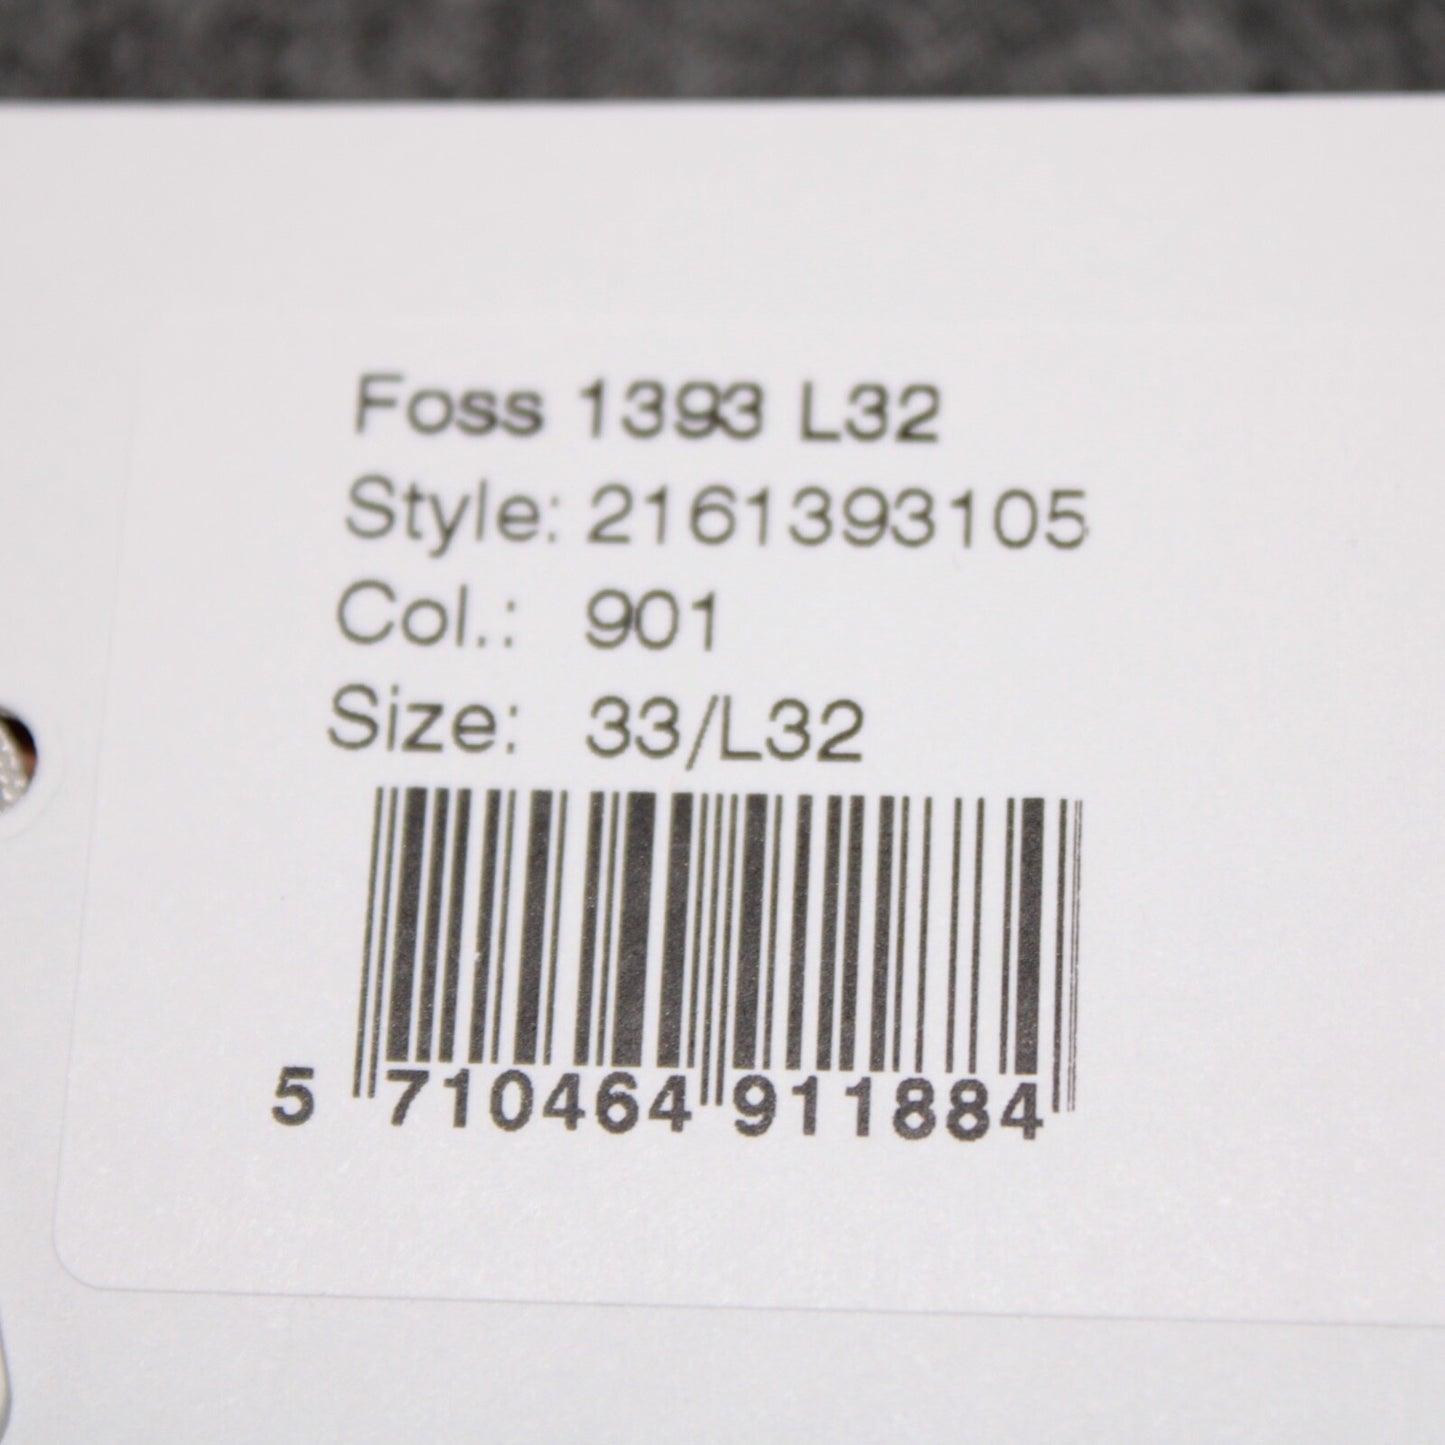 Foss 1393 L32
Style: 2161393105
Col.: 901
Size: 33/L32
5 710464 911884